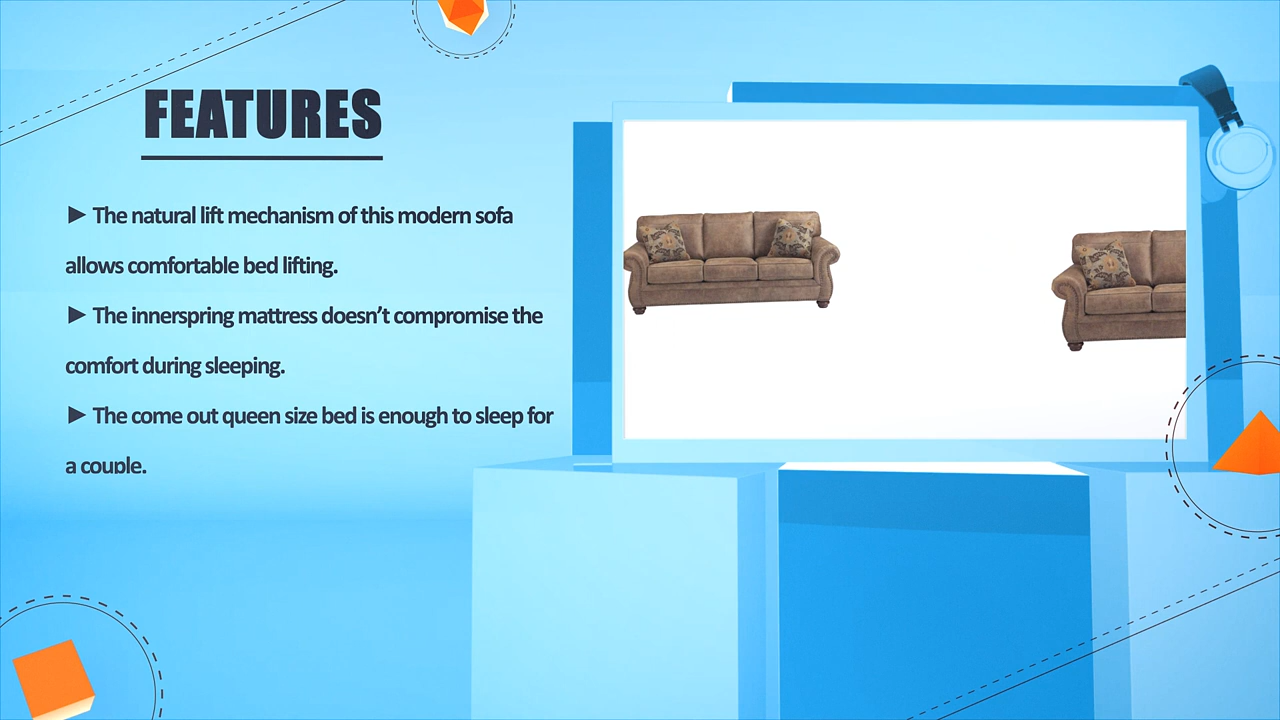 FEATURES
► The natural lift mechanism of this modern sofa
allows comfortable bed lifting.
► The innerspring mattress doesn’t compromise the
comfort during sleeping.
► The come out queen size bed is enough to sleep for
a couple.